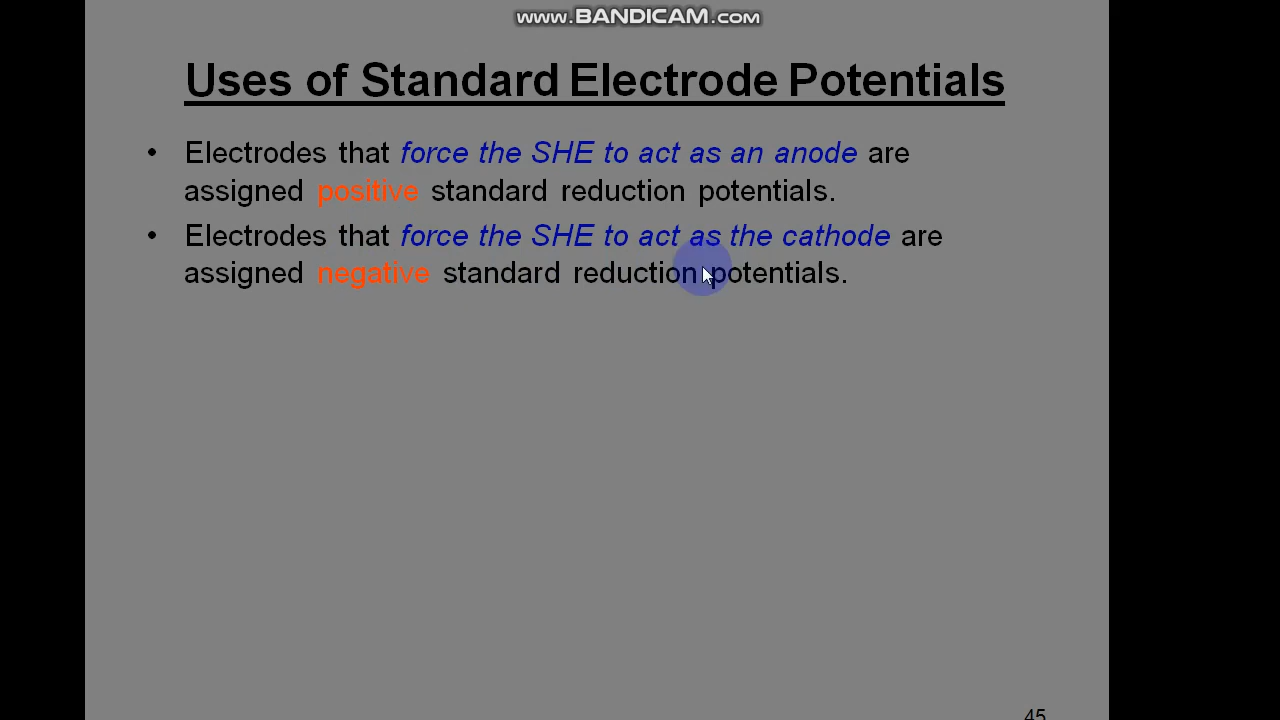 www.BANDICAM.com
Uses of Standard Electrode Potentials
• Electrodes that force the SHE to act as an anode are
assigned positive standard reduction potentials.
• Electrodes that force the SHE to act as the cathode are
assigned negative standard reduction potentials.
45